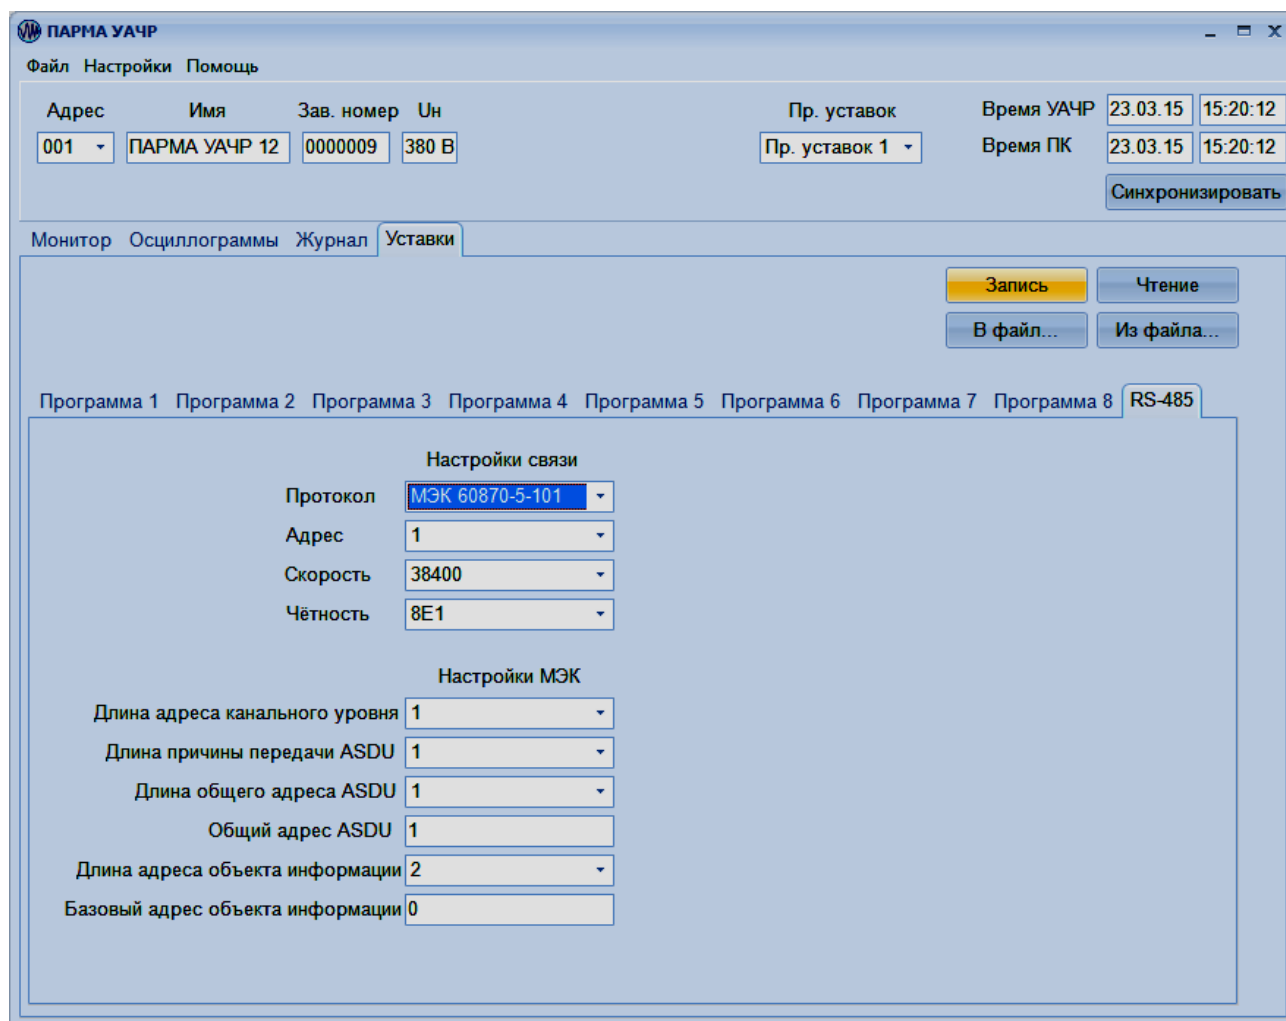 ПАРМА УАЧР
Файл Настройки Помощь
Адрес Имя Зав. номер Uн Пр. уставок Время УАЧР 23.03.15 15:20:12
001 ПАРМА УАЧР 12 0000009 380 В Пр. уставок 1 Время ПК 23.03.15 15:20:12
Синхронизировать
Монитор Осциллограммы Журнал Уставки
Запись Чтение
В файл... Из файла...
Программа 1 Программа 2 Программа 3 Программа 4 Программа 5 Программа 6 Программа 7 Программа 8 RS-485
Настройки связи
Протокол МЭК 60870-5-101
Адрес 1
Скорость 38400
Чётность 8E1
Настройки МЭК
Длина адреса канального уровня 1
Длина причины передачи ASDU 1
Длина общего адреса ASDU 1
Общий адрес ASDU 1
Длина адреса объекта информации 2
Базовый адрес объекта информации 0